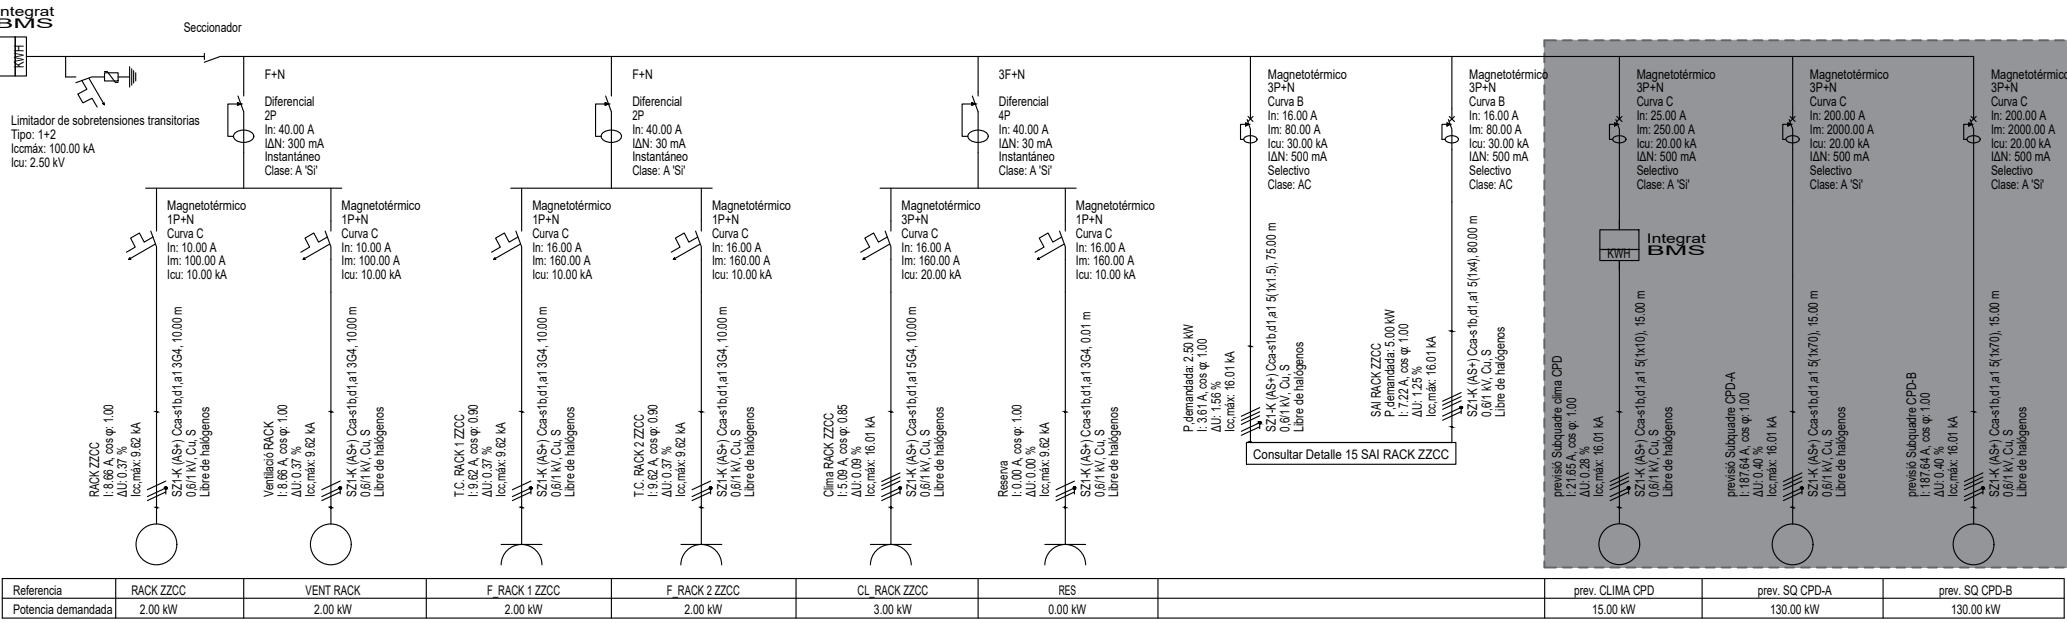 Integrat
BMS
KWH
Seccionador
Limitador de sobretensiones transitorias
Tipo: 1+2
Iccmáx: 100.00 kA
Icu: 2.50 kV
F+N
Diferencial
2P
In: 40.00 A
IΔN: 300 mA
Instantáneo
Clase: A 'Si'
F+N
Diferencial
2P
In: 40.00 A
IΔN: 30 mA
Instantáneo
Clase: A 'Si'
3F+N
Diferencial
4P
In: 40.00 A
IΔN: 30 mA
Instantáneo
Clase: A 'Si'
Magnetotérmico
3P+N
Curva B
In: 16.00 A
Im: 80.00 A
Icu: 30.00 kA
IΔN: 500 mA
Selectivo
Clase: AC
Magnetotérmico
3P+N
Curva B
In: 16.00 A
Im: 80.00 A
Icu: 30.00 kA
IΔN: 500 mA
Selectivo
Clase: AC
Magnetotérmico
3P+N
Curva C
In: 25.00 A
Im: 250.00 A
Icu: 20.00 kA
IΔN: 500 mA
Selectivo
Clase: A 'Si'
Magnetotérmico
3P+N
Curva C
In: 200.00 A
Im: 2000.00 A
Icu: 20.00 kA
IΔN: 500 mA
Selectivo
Clase: A 'Si'
Magnetotérmico
3P+N
Curva C
In: 200.00 A
Im: 2000.00 A
Icu: 20.00 kA
IΔN: 500 mA
Selectivo
Clase: A 'Si'
Magnetotérmico
1P+N
Curva C
In: 10.00 A
Im: 100.00 A
Icu: 10.00 kA
Magnetotérmico
1P+N
Curva C
In: 10.00 A
Im: 100.00 A
Icu: 10.00 kA
Magnetotérmico
1P+N
Curva C
In: 16.00 A
Im: 160.00 A
Icu: 10.00 kA
Magnetotérmico
1P+N
Curva C
In: 16.00 A
Im: 160.00 A
Icu: 10.00 kA
Magnetotérmico
3P+N
Curva C
In: 16.00 A
Im: 160.00 A
Icu: 20.00 kA
Magnetotérmico
1P+N
Curva C
In: 16.00 A
Im: 160.00 A
Icu: 10.00 kA
KWH
Integrat
BMS
RACK ZZCC
I: 8.66 A, cos φ: 1.00
ΔU: 0.37 %
Icc,máx: 9.62 kA
SZ1-K (AS+) Cca-s1b,d1,a1 3G4, 10.00 m
0,6/1 kV, Cu, S
Libre de halógenos
Ventilació RACK
I: 8.66 A, cos φ: 1.00
ΔU: 0.37 %
Icc,máx: 9.62 kA
SZ1-K (AS+) Cca-s1b,d1,a1 3G4, 10.00 m
0,6/1 kV, Cu, S
Libre de halógenos
T.C. RACK 1 ZZCC
I: 9.62 A, cos φ: 0.90
ΔU: 0.37 %
Icc,máx: 9.62 kA
SZ1-K (AS+) Cca-s1b,d1,a1 3G4, 10.00 m
0,6/1 kV, Cu, S
Libre de halógenos
T.C. RACK 2 ZZCC
I: 9.62 A, cos φ: 0.90
ΔU: 0.37 %
Icc,máx: 9.62 kA
SZ1-K (AS+) Cca-s1b,d1,a1 3G4, 10.00 m
0,6/1 kV, Cu, S
Libre de halógenos
Clima RACK ZZCC
I: 5.09 A, cos φ: 0.85
ΔU: 0.09 %
Icc,máx: 16.01 kA
SZ1-K (AS+) Cca-s1b,d1,a1 5G4, 10.00 m
0,6/1 kV, Cu, S
Libre de halógenos
Reserva
I: 0.00 A, cos φ: 1.00
ΔU: 0.00 %
Icc,máx: 9.62 kA
SZ1-K (AS+) Cca-s1b,d1,a1 3G4, 0.01 m
0,6/1 kV, Cu, S
Libre de halógenos
P.demandada: 2.50 kW
I: 3.61 A, cos φ: 1.00
ΔU: 1.56 %
Icc,máx: 16.01 kA
SZ1-K (AS+) Cca-s1b,d1,a1 5(1x1.5), 75.00 m
0,6/1 kV, Cu, S
Libre de halógenos
SAI RACK ZZCC
P.demandada: 5.00 kW
I: 7.22 A, cos φ: 1.00
ΔU: 1.25 %
Icc,máx: 16.01 kA
SZ1-K (AS+) Cca-s1b,d1,a1 5(1x4), 80.00 m
0,6/1 kV, Cu, S
Libre de halógenos
Consultar Detalle 15 SAI RACK ZZCC
previsió Subquadre clima CPD
I: 21.65 A, cos φ: 1.00
ΔU: 0.28 %
Icc,máx: 16.01 kA
SZ1-K (AS+) Cca-s1b,d1,a1 5(1x10), 15.00 m
0,6/1 kV, Cu, S
Libre de halógenos
previsió Subquadre CPD-A
I: 187.64 A, cos φ: 1.00
ΔU: 0.40 %
Icc,máx: 16.01 kA
SZ1-K (AS+) Cca-s1b,d1,a1 5(1x70), 15.00 m
0,6/1 kV, Cu, S
Libre de halógenos
previsió Subquadre CPD-B
I: 187.64 A, cos φ: 1.00
ΔU: 0.40 %
Icc,máx: 16.01 kA
SZ1-K (AS+) Cca-s1b,d1,a1 5(1x70), 15.00 m
0,6/1 kV, Cu, S
Libre de halógenos
Referencia RACK ZZCC VENT RACK F_RACK 1 ZZCC F_RACK 2 ZZCC CL_RACK ZZCC RES prev. CLIMA CPD prev. SQ CPD-A prev. SQ CPD-B
Potencia demandada 2.00 kW 2.00 kW 2.00 kW 2.00 kW 3.00 kW 0.00 kW 15.00 kW 130.00 kW 130.00 kW